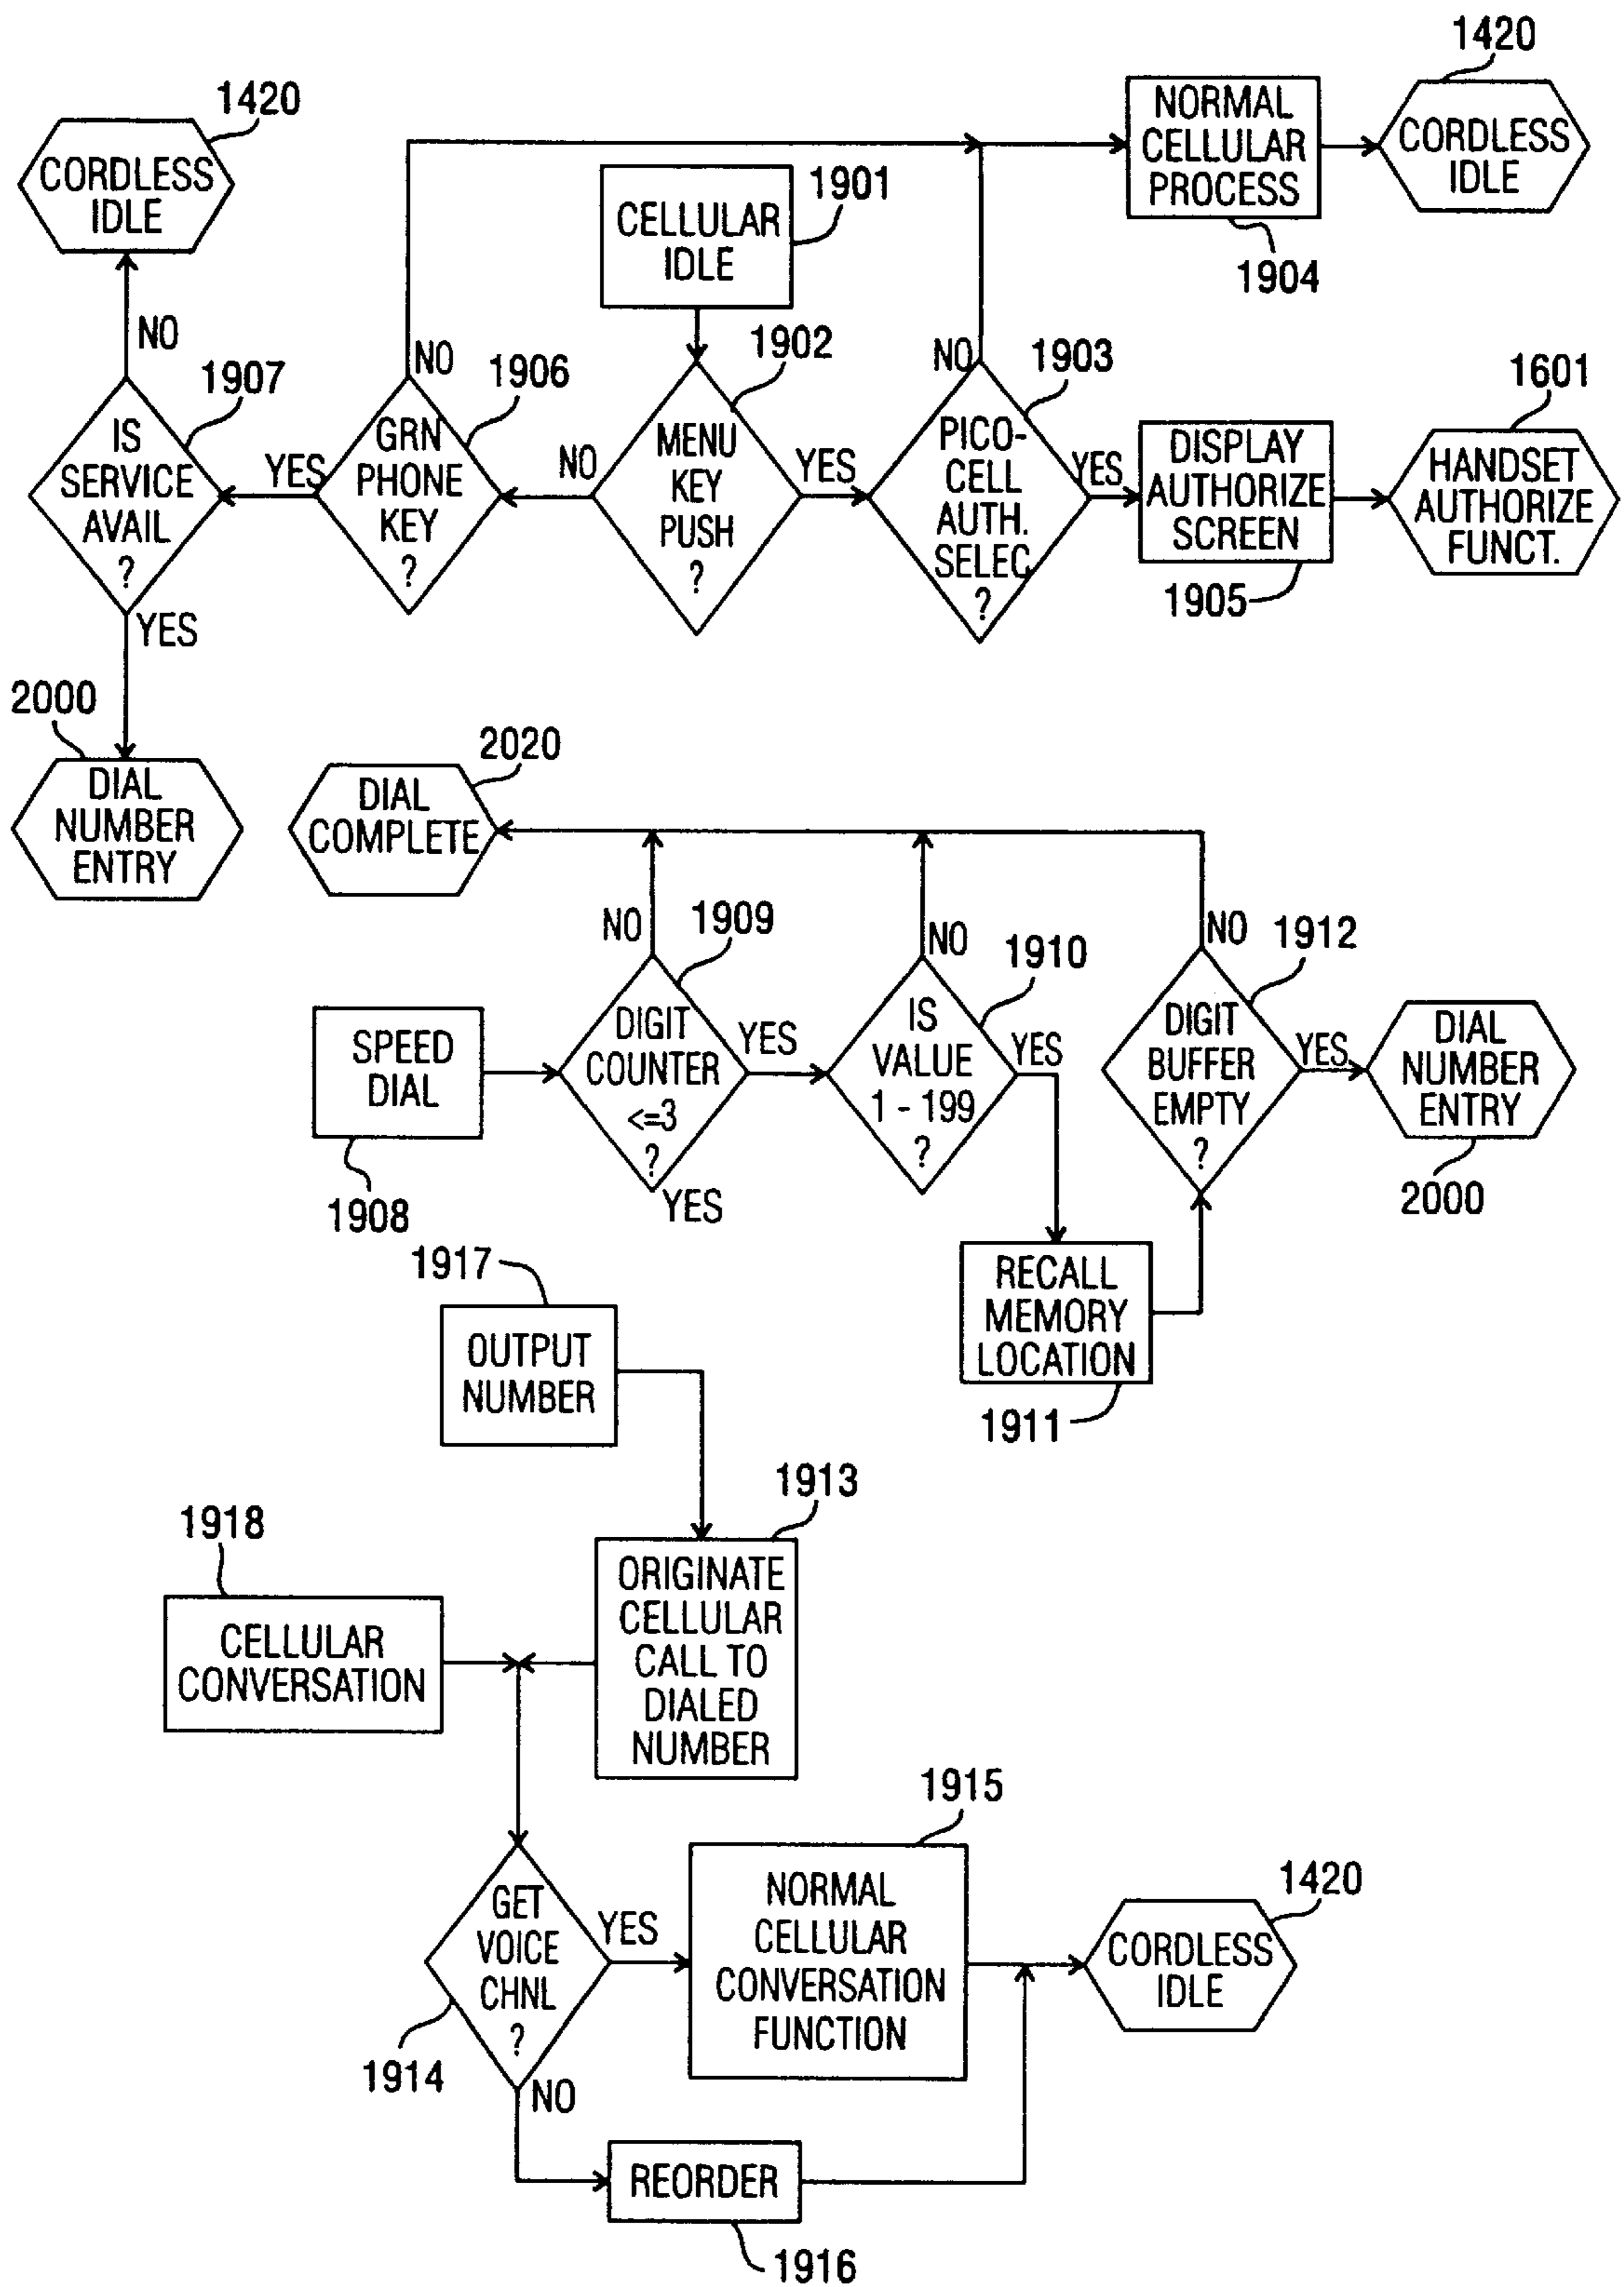 1420
CORDLESS
IDLE
NORMAL
CELLULAR
PROCESS
1904
1420
CORDLESS
IDLE
CELLULAR
IDLE
1901
NO
IS
SERVICE
AVAIL
?
1907
YES
YES
GRN
PHONE
KEY
?
1906
NO
NO
MENU
KEY
PUSH
?
1902
YES
PICO-
CELL
AUTH.
SELEC
?
1903
NO
YES
DISPLAY
AUTHORIZE
SCREEN
1905
1601
HANDSET
AUTHORIZE
FUNCT.
2000
DIAL
NUMBER
ENTRY
2020
DIAL
COMPLETE
SPEED
DIAL
1908
NO
1909
DIGIT
COUNTER
<=3
?
YES
YES
NO
1910
IS
VALUE
1 - 199
?
YES
NO
1912
DIGIT
BUFFER
EMPTY
?
YES
DIAL
NUMBER
ENTRY
2000
RECALL
MEMORY
LOCATION
1911
1917
OUTPUT
NUMBER
1913
ORIGINATE
CELLULAR
CALL TO
DIALED
NUMBER
1918
CELLULAR
CONVERSATION
GET
VOICE
CHNL
?
1914
YES
NO
1915
NORMAL
CELLULAR
CONVERSATION
FUNCTION
1420
CORDLESS
IDLE
REORDER
1916